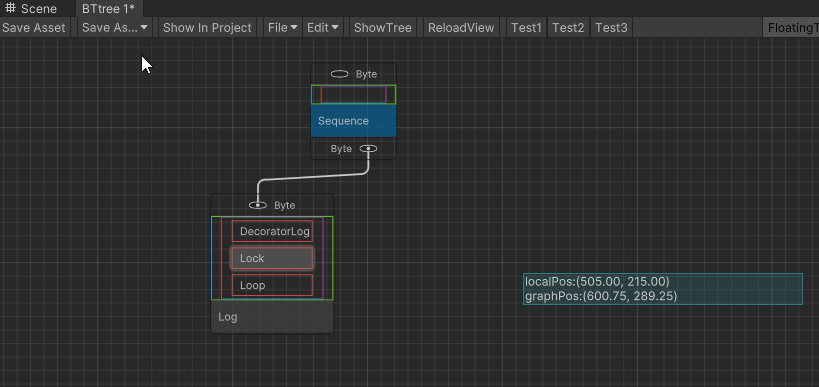 Scene
BTtree 1*
Save Asset
Save As...
Show In Project
File
Edit
ShowTree
ReloadView
Test1
Test2
Test3
FloatingT
Byte
Sequence
Byte
Byte
DecoratorLog
Lock
Loop
Log
localPos:(505.00, 215.00)
graphPos:(600.75, 289.25)